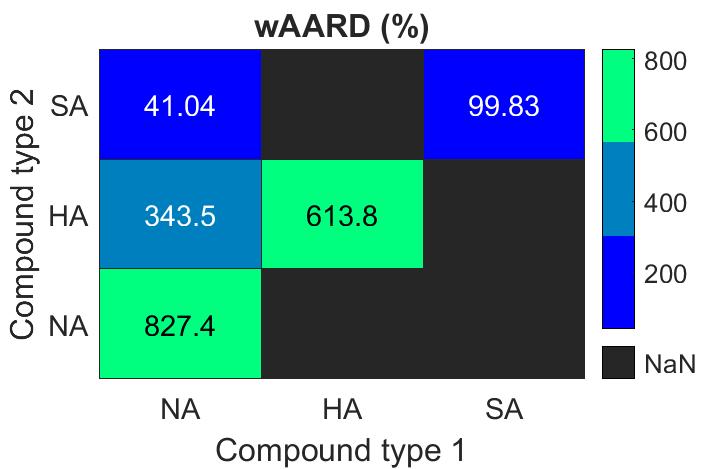 wAARD (%)
Compound type 2
SA
41.04
99.83
HA
343.5
613.8
NA
827.4
NA
HA
SA
Compound type 1
800
600
400
200
NaN